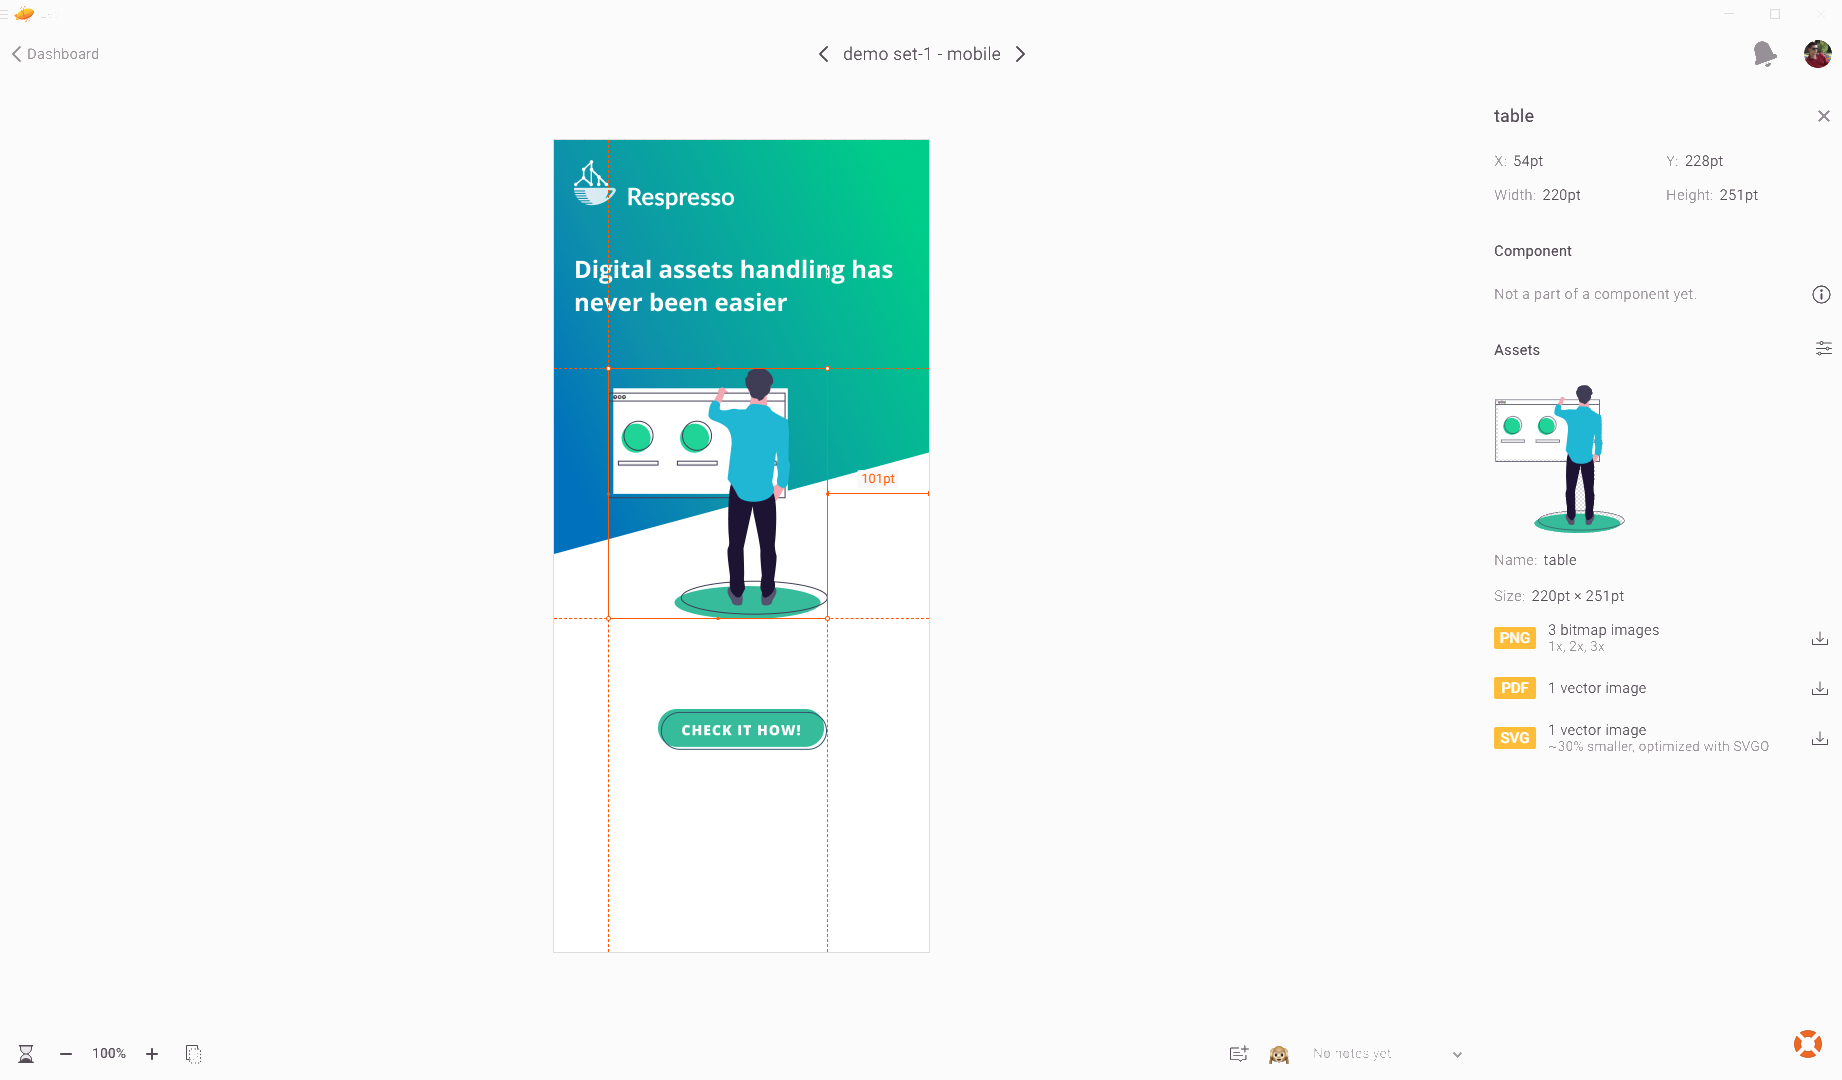 Dashboard
demo set-1 - mobile
table
X: 54pt
Y: 228pt
Width: 220pt
Height: 251pt
Component
Not a part of a component yet.
Assets
Name: table
Size: 220pt × 251pt
PNG
3 bitmap images
1x, 2x, 3x
PDF
1 vector image
SVG
1 vector image
~30% smaller, optimized with SVGO
Respresso
Digital assets handling has
never been easier
101pt
CHECK IT HOW!
100%
No notes yet